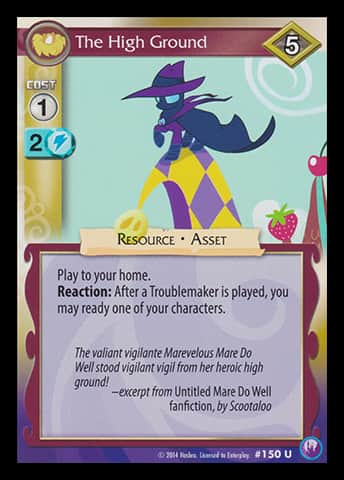 The High Ground
5
COST
1
2
RESOURCE • ASSET
Play to your home.
Reaction: After a Troublemaker is played, you
may ready one of your characters.
The valiant vigilante Marevelous Mare Do
Well stood vigilant vigil from her heroic high
ground!
–excerpt from Untitled Mare Do Well
fanfiction, by Scootaloo
© 2014 Hasbro. Licensed to Enterplay. #150 U